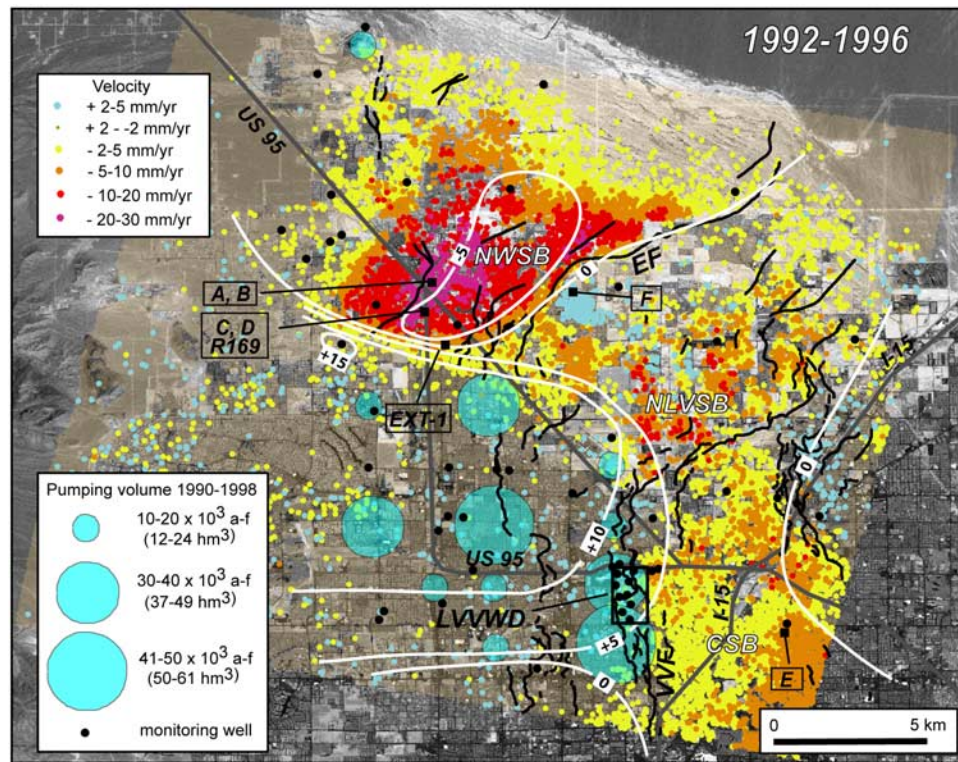 1992-1996
Velocity
+ 2-5 mm/yr
+ 2 - -2 mm/yr
- 2-5 mm/yr
- 5-10 mm/yr
- 10-20 mm/yr
- 20-30 mm/yr
US 95
-5
NWSB
0
EF
A, B
F
C, D
R169
+15
I-15
EXT-1
NLVSB
0
Pumping volume 1990-1998
10-20 x 10³ a-f
(12-24 hm³)
30-40 x 10³ a-f
(37-49 hm³)
41-50 x 10³ a-f
(50-61 hm³)
monitoring well
+10
US 95
LVVWD
I-15
+5
CSB
WVF
0
E
0 5 km